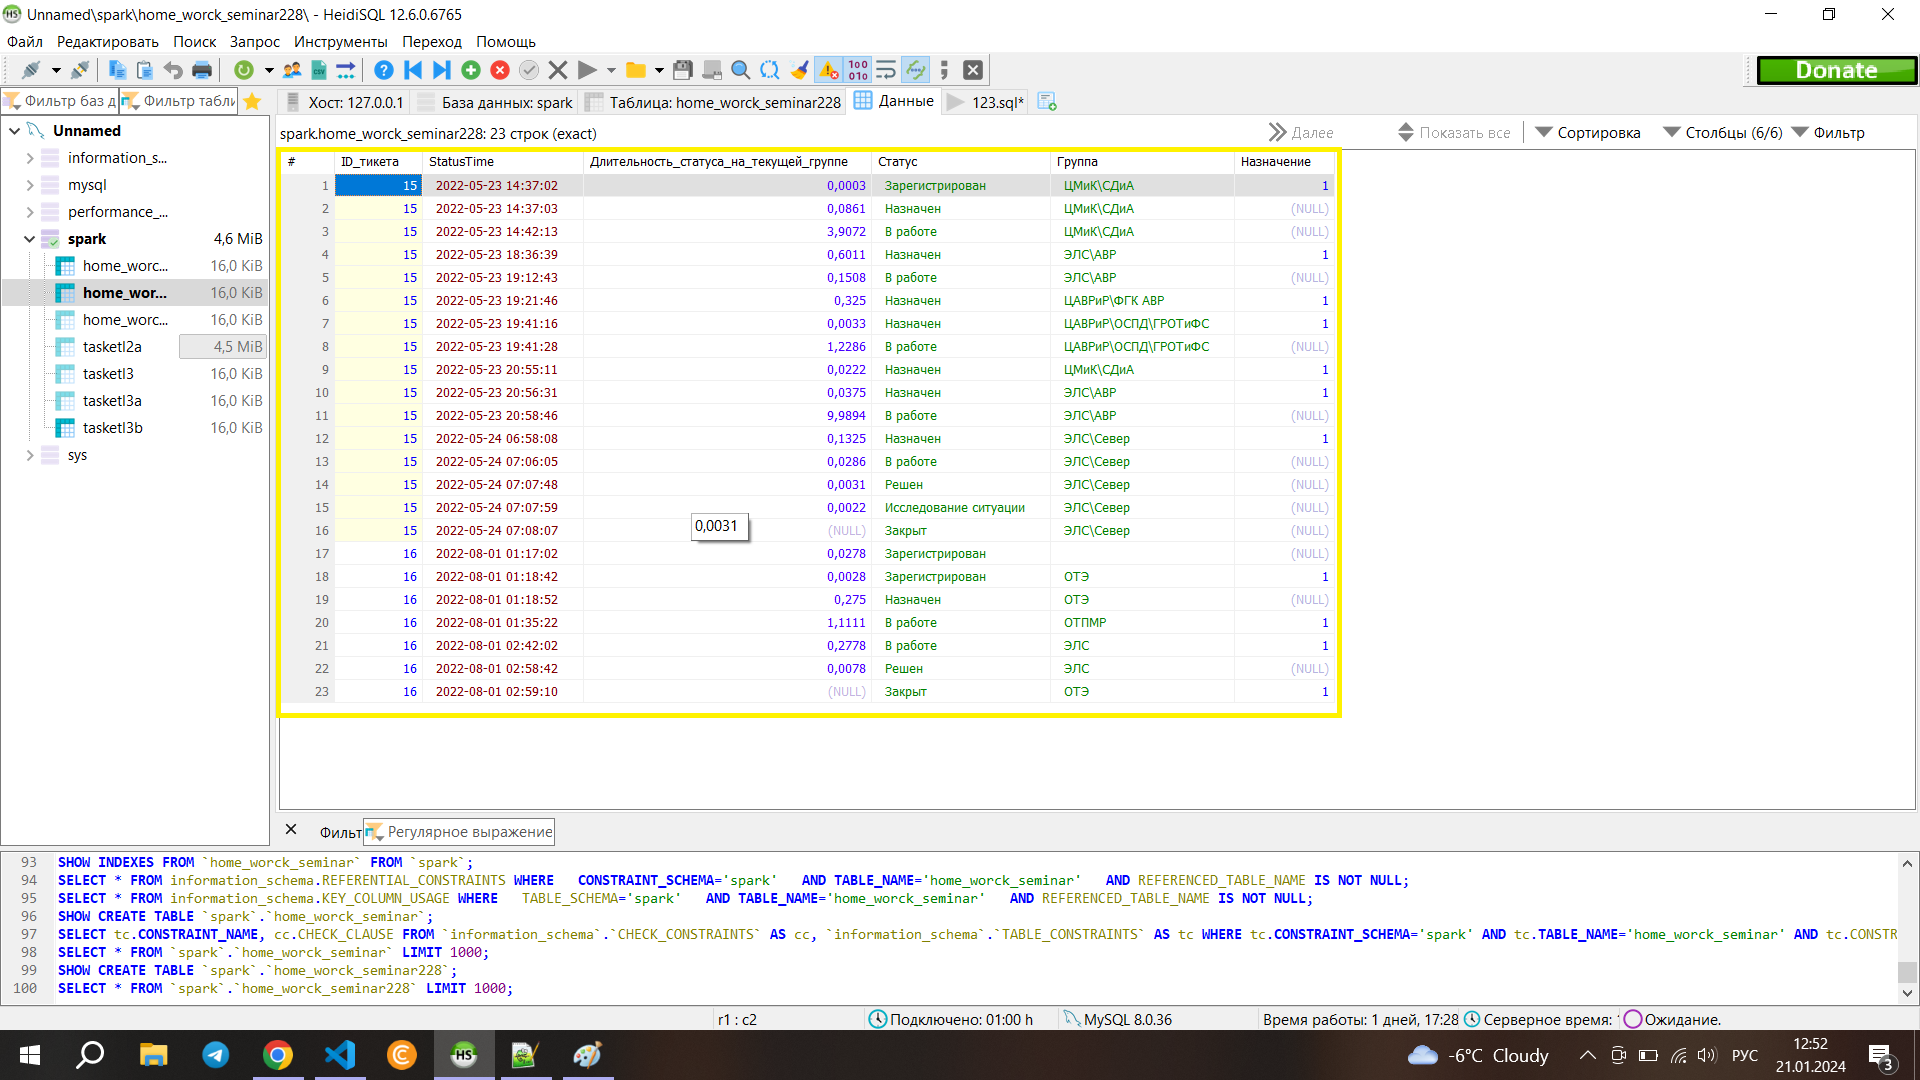 Unnamed\spark\home_worck_seminar228\ - HeidiSQL 12.6.0.6765
Файл Редактировать Поиск Запрос Инструменты Переход Помощь
Donate
Фильтр баз д Фильтр табли Хост: 127.0.0.1 База данных: spark Таблица: home_worck_seminar228 Данные 123.sql*
spark.home_worck_seminar228: 23 строк (exact) Далее Показать все Сортировка Столбцы (6/6) Фильтр
Unnamed
information_s...
mysql
performance_...
spark 4,6 MiB
home_worc... 16,0 KiB
home_wor... 16,0 KiB
home_worc... 16,0 KiB
tasketl2a 4,5 MiB
tasketl3 16,0 KiB
tasketl3a 16,0 KiB
tasketl3b 16,0 KiB
sys
# ID_тикета StatusTime Длительность_статуса_на_текущей_группе Статус Группа Назначение
1 15 2022-05-23 14:37:02 0,0003 Зарегистрирован ЦМиК\СДиА 1
2 15 2022-05-23 14:37:03 0,0861 Назначен ЦМиК\СДиА (NULL)
3 15 2022-05-23 14:42:13 3,9072 В работе ЦМиК\СДиА (NULL)
4 15 2022-05-23 18:36:39 0,6011 Назначен ЭЛС\АВР 1
5 15 2022-05-23 19:12:43 0,1508 В работе ЭЛС\АВР (NULL)
6 15 2022-05-23 19:21:46 0,325 Назначен ЦАВРиР\ФГК АВР 1
7 15 2022-05-23 19:41:16 0,0033 Назначен ЦАВРиР\ОСПД\ГРОТиФС 1
8 15 2022-05-23 19:41:28 1,2286 В работе ЦАВРиР\ОСПД\ГРОТиФС (NULL)
9 15 2022-05-23 20:55:11 0,0222 Назначен ЦМиК\СДиА 1
10 15 2022-05-23 20:56:31 0,0375 Назначен ЭЛС\АВР 1
11 15 2022-05-23 20:58:46 9,9894 В работе ЭЛС\АВР (NULL)
12 15 2022-05-24 06:58:08 0,1325 Назначен ЭЛС\Север 1
13 15 2022-05-24 07:06:05 0,0286 В работе ЭЛС\Север (NULL)
14 15 2022-05-24 07:07:48 0,0031 Решен ЭЛС\Север (NULL)
15 15 2022-05-24 07:07:59 0,0022 Исследование ситуации ЭЛС\Север (NULL)
16 15 2022-05-24 07:08:07 (NULL) Закрыт ЭЛС\Север (NULL)
0,0031
17 16 2022-08-01 01:17:02 0,0278 Зарегистрирован (NULL)
18 16 2022-08-01 01:18:42 0,0028 Зарегистрирован ОТЭ 1
19 16 2022-08-01 01:18:52 0,275 Назначен ОТЭ (NULL)
20 16 2022-08-01 01:35:22 1,1111 В работе ОТПМР 1
21 16 2022-08-01 02:42:02 0,2778 В работе ЭЛС 1
22 16 2022-08-01 02:58:42 0,0078 Решен ЭЛС (NULL)
23 16 2022-08-01 02:59:10 (NULL) Закрыт ОТЭ 1
Фильт Регулярное выражение
93 SHOW INDEXES FROM `home_worck_seminar` FROM `spark`;
94 SELECT * FROM information_schema.REFERENTIAL_CONSTRAINTS WHERE CONSTRAINT_SCHEMA='spark' AND TABLE_NAME='home_worck_seminar' AND REFERENCED_TABLE_NAME IS NOT NULL;
95 SELECT * FROM information_schema.KEY_COLUMN_USAGE WHERE TABLE_SCHEMA='spark' AND TABLE_NAME='home_worck_seminar' AND REFERENCED_TABLE_NAME IS NOT NULL;
96 SHOW CREATE TABLE `spark`.`home_worck_seminar`;
97 SELECT tc.CONSTRAINT_NAME, cc.CHECK_CLAUSE FROM `information_schema`.`CHECK_CONSTRAINTS` AS cc, `information_schema`.`TABLE_CONSTRAINTS` AS tc WHERE tc.CONSTRAINT_SCHEMA='spark' AND tc.TABLE_NAME='home_worck_seminar' AND tc.CONSTR
98 SELECT * FROM `spark`.`home_worck_seminar` LIMIT 1000;
99 SHOW CREATE TABLE `spark`.`home_worck_seminar228`;
100 SELECT * FROM `spark`.`home_worck_seminar228` LIMIT 1000;
r1 : c2 Подключено: 01:00 h MySQL 8.0.36 Время работы: 1 дней, 17:28 Серверное время: Ожидание.
-6°C Cloudy РУС 12:52
21.01.2024
3